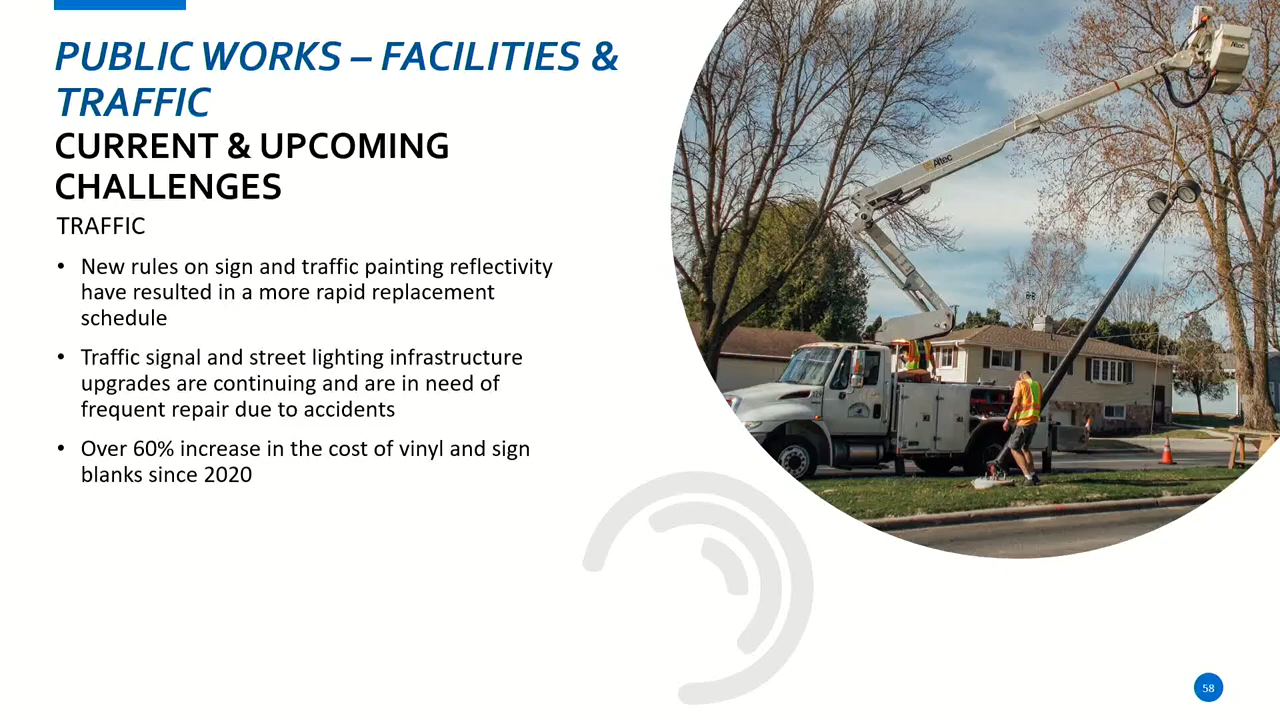 PUBLIC WORKS – FACILITIES &
TRAFFIC
CURRENT & UPCOMING
CHALLENGES
TRAFFIC
• New rules on sign and traffic painting reflectivity
have resulted in a more rapid replacement
schedule
• Traffic signal and street lighting infrastructure
upgrades are continuing and are in need of
frequent repair due to accidents
• Over 60% increase in the cost of vinyl and sign
blanks since 2020
Altec
Altec
58